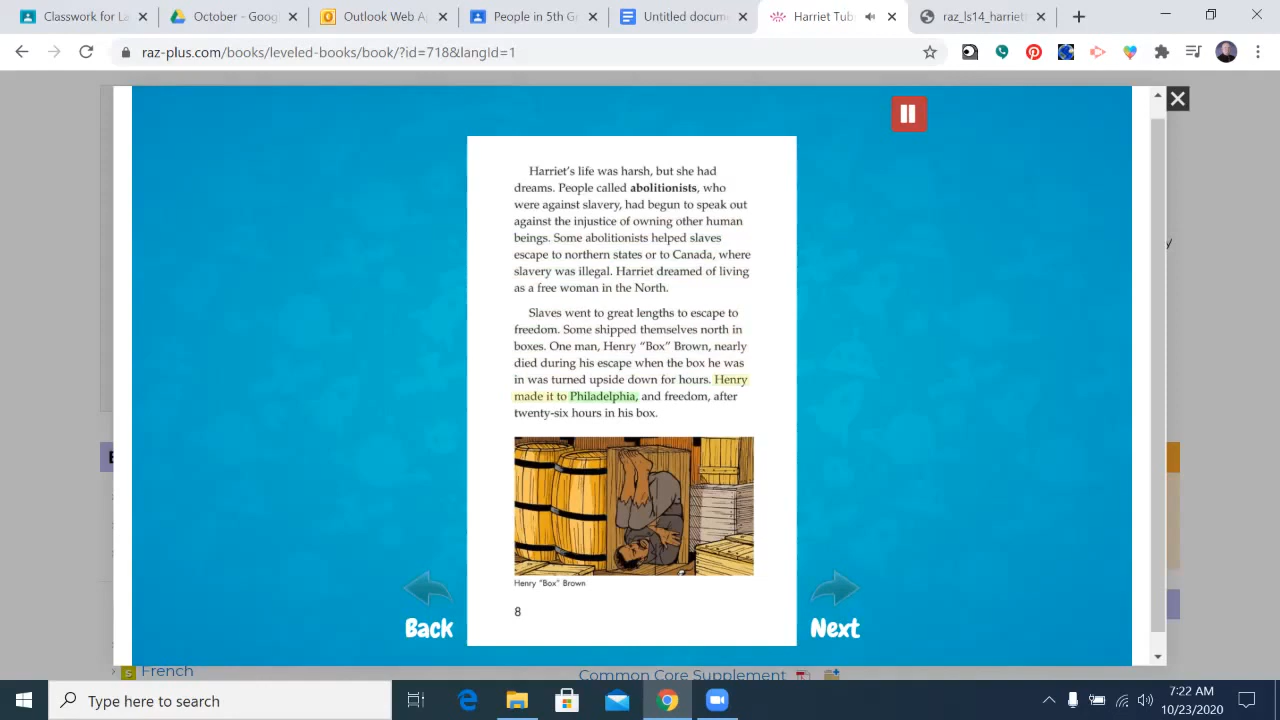 Classwork for La
October - Goog
Outlook Web A
People in 5th Gr
Untitled docum
Harriet Tub
raz_ls14_harriett
raz-plus.com/books/leveled-books/book/?id=718&langId=1
Harriet's life was harsh, but she had
dreams. People called abolitionists, who
were against slavery, had begun to speak out
against the injustice of owning other human
beings. Some abolitionists helped slaves
escape to northern states or to Canada, where
slavery was illegal. Harriet dreamed of living
as a free woman in the North.
Slaves went to great lengths to escape to
freedom. Some shipped themselves north in
boxes. One man, Henry "Box" Brown, nearly
died during his escape when the box he was
in was turned upside down for hours. Henry
made it to Philadelphia, and freedom, after
twenty-six hours in his box.
Henry "Box" Brown
8
Back
Next
French
Common Core Supplement
Type here to search
7:22 AM
10/23/2020